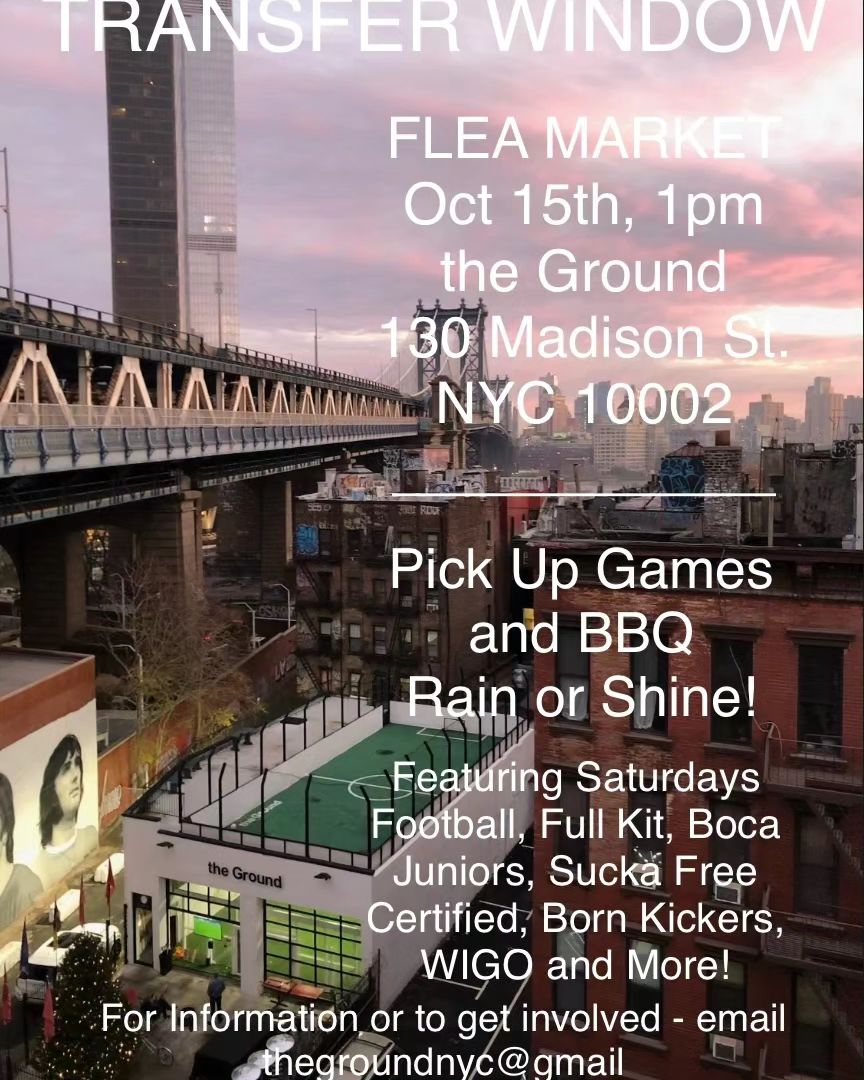 TRANSFER WINDOW
FLEA MARKET
Oct 15th, 1pm
the Ground
130 Madison St.
NYC 10002
Pick Up Games
and BBQ
Rain or Shine!
Featuring Saturdays
Football, Full Kit, Boca
Juniors, Sucka Free
Certified, Born Kickers,
WIGO and More!
the Ground
For Information or to get involved - email
thegroundnyc@gmail